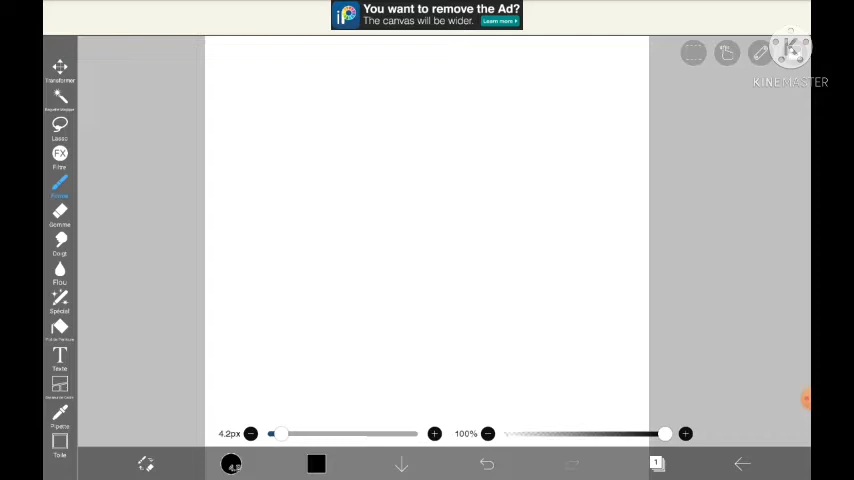 You want to remove the Ad?
The canvas will be wider.
Learn more
KINEMASTER
Transformer
Lasso
FX
Filtre
Gomme
Doigt
Flou
Spécial
T
Texte
Pipette
Toile
4.2px
100%
1